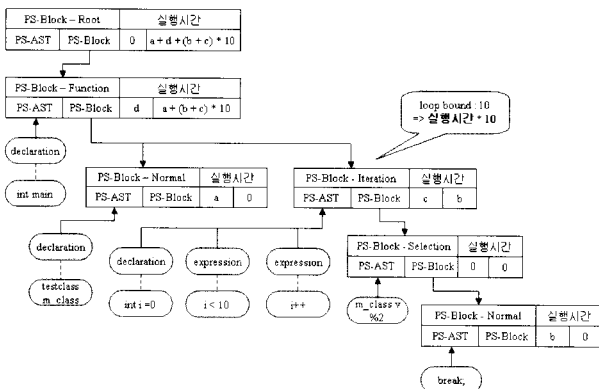 PS-Block – Root 실행시간
PS-AST PS-Block 0 a + d + (b + c) * 10
PS-Block – Function 실행시간
PS-AST PS-Block d a + (b + c) * 10
loop bound : 10
=> 실행시간 * 10
declaration
int main
PS-Block – Normal 실행시간
PS-AST PS-Block a 0
PS-Block - Iteration 실행시간
PS-AST PS-Block c b
declaration
testclass
m_class
declaration
int i =0
expression
i < 10
expression
i++
PS-Block - Selection 실행시간
PS-AST PS-Block 0 0
m_class v
%2
PS-Block - Normal 실행시간
PS-AST PS-Block b 0
break;